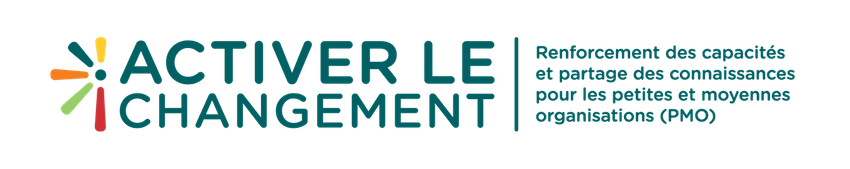 ACTIVER LE
CHANGEMENT
Renforcement des capacités
et partage des connaissances
pour les petites et moyennes
organisations (PMO)